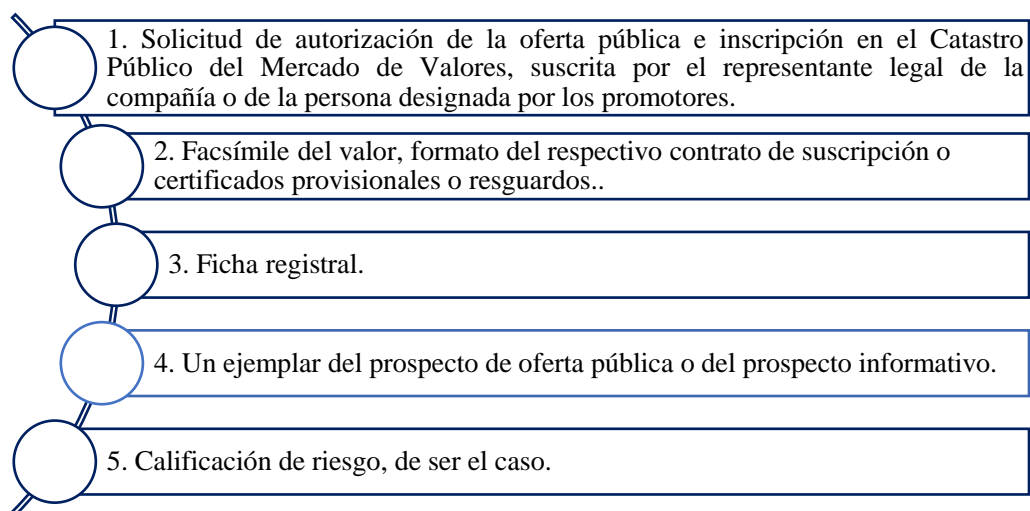 1. Solicitud de autorización de la oferta pública e inscripción en el Catastro
Público del Mercado de Valores, suscrita por el representante legal de la
compañía o de la persona designada por los promotores.
2. Facsímile del valor, formato del respectivo contrato de suscripción o
certificados provisionales o resguardos..
3. Ficha registral.
4. Un ejemplar del prospecto de oferta pública o del prospecto informativo.
5. Calificación de riesgo, de ser el caso.